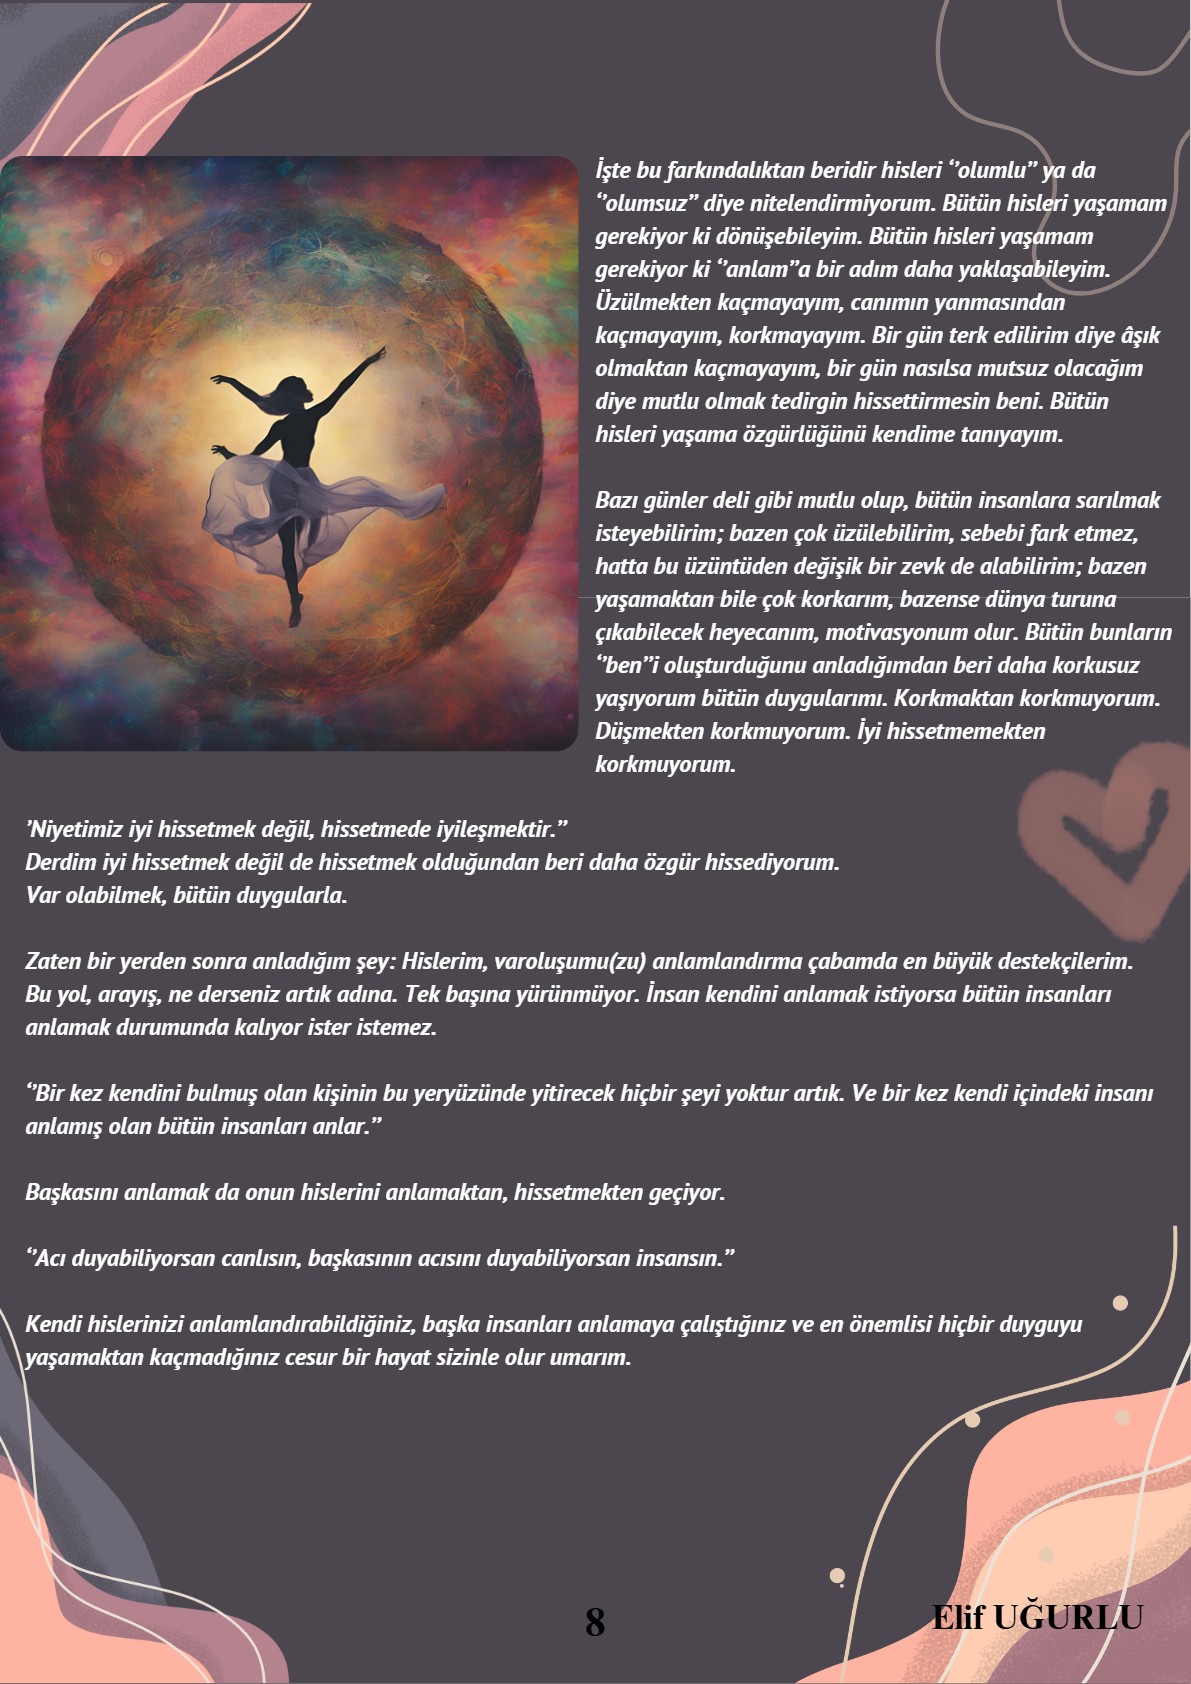 İşte bu farkındalıktan beridir hisleri ‘’olumlu’’ ya da
‘’olumsuz’’ diye nitelendirmiyorum. Bütün hisleri yaşamam
gerekiyor ki dönüşebileyim. Bütün hisleri yaşamam
gerekiyor ki ‘’anlam’’a bir adım daha yaklaşabileyim.
Üzülmekten kaçmayayım, canımın yanmasından
kaçmayayım, korkmayayım. Bir gün terk edilirim diye âşık
olmaktan kaçmayayım, bir gün nasılsa mutsuz olacağım
diye mutlu olmak tedirgin hissettirmesin beni. Bütün
hisleri yaşama özgürlüğünü kendime tanıyayım.
Bazı günler deli gibi mutlu olup, bütün insanlara sarılmak
isteyebilirim; bazen çok üzülebilirim, sebebi fark etmez,
hatta bu üzüntüden değişik bir zevk de alabilirim; bazen
yaşamaktan bile çok korkarım, bazense dünya turuna
çıkabilecek heyecanım, motivasyonum olur. Bütün bunların
‘’ben’’i oluşturduğunu anladığımdan beri daha korkusuz
yaşıyorum bütün duygularımı. Korkmaktan korkmuyorum.
Düşmekten korkmuyorum. İyi hissetmemekten
korkmuyorum.
’Niyetimiz iyi hissetmek değil, hissetmede iyileşmektir.’’
Derdim iyi hissetmek değil de hissetmek olduğundan beri daha özgür hissediyorum.
Var olabilmek, bütün duygularla.
Zaten bir yerden sonra anladığım şey: Hislerim, varoluşumu(zu) anlamlandırma çabamda en büyük destekçilerim.
Bu yol, arayış, ne derseniz artık adına. Tek başına yürünmüyor. İnsan kendini anlamak istiyorsa bütün insanları
anlamak durumunda kalıyor ister istemez.
‘’Bir kez kendini bulmuş olan kişinin bu yeryüzünde yitirecek hiçbir şeyi yoktur artık. Ve bir kez kendi içindeki insanı
anlamış olan bütün insanları anlar.’’
Başkasını anlamak da onun hislerini anlamaktan, hissetmekten geçiyor.
‘’Acı duyabiliyorsan canlısın, başkasının acısını duyabiliyorsan insansın.’’
Kendi hislerinizi anlamlandırabildiğiniz, başka insanları anlamaya çalıştığınız ve en önemlisi hiçbir duyguyu
yaşamaktan kaçmadığınız cesur bir hayat sizinle olur umarım.
8
Elif UĞURLU